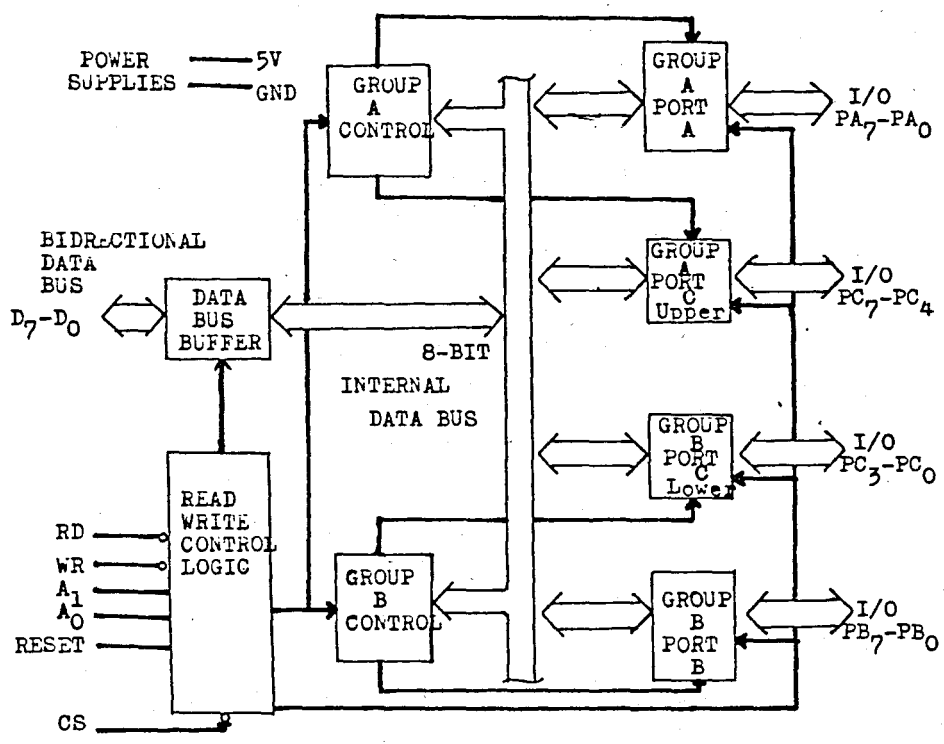 POWER
SUPPLIES
5V
GND
GROUP
A
CONTROL
GROUP
A
PORT
A
I/O
PA7-PA0
BIDRECTIONAL
DATA
BUS
D7-D0
DATA
BUS
BUFFER
8-BIT
INTERNAL
DATA BUS
GROUP
A
PORT
C
Upper
I/O
PC7-PC4
GROUP
B
PORT
C
Lower
I/O
PC3-PC0
READ
WRITE
CONTROL
LOGIC
RD
WR
A1
A0
RESET
CS
GROUP
B
CONTROL
GROUP
B
PORT
B
I/O
PB7-PB0